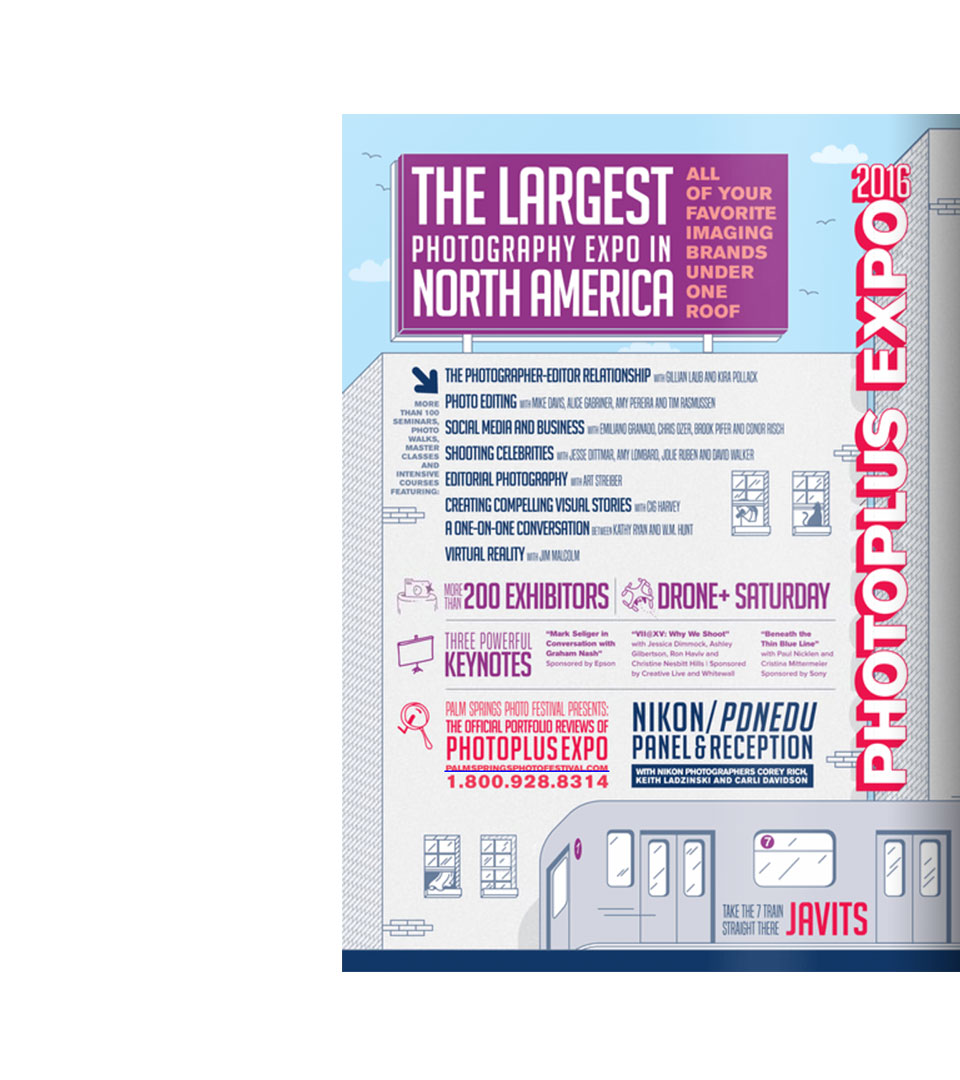 THE LARGEST
PHOTOGRAPHY EXPO IN
NORTH AMERICA
ALL
OF YOUR
FAVORITE
IMAGING
BRANDS
UNDER
ONE
ROOF
2016
PHOTOPLUS EXPO
MORE
THAN 100
SEMINARS,
PHOTO
WALKS,
MASTER
CLASSES
AND
INTENSIVE
COURSES
FEATURING:
THE PHOTOGRAPHER-EDITOR RELATIONSHIP WITH GILLIAN LAUB AND KIRA POLLACK
PHOTO EDITING WITH MIKE DAVIS, ALICE GABRINER, AMY PEREIRA AND TIM RASMUSSEN
SOCIAL MEDIA AND BUSINESS WITH EMILIANO GRANADO, CHRIS OZER, BROOK PIFER AND CONOR RISCH
SHOOTING CELEBRITIES WITH JESSE DITTMAR, AMY LOMBARD, JOLIE RUBEN AND DAVID WALKER
EDITORIAL PHOTOGRAPHY WITH ART STREIBER
CREATING COMPELLING VISUAL STORIES WITH CIG HARVEY
A ONE-ON-ONE CONVERSATION BETWEEN KATHY RYAN AND W.M. HUNT
VIRTUAL REALITY WITH JIM MALCOLM
MORE
THAN 200 EXHIBITORS
DRONE+ SATURDAY
THREE POWERFUL
KEYNOTES
"Mark Seliger in
Conversation with
Graham Nash"
Sponsored by Epson
"VII@XV: Why We Shoot"
with Jessica Dimmock, Ashley
Gilbertson, Ron Haviv and
Christine Nesbitt Hills | Sponsored
by Creative Live and Whitewall
"Beneath the
Thin Blue Line"
with Paul Nicklen and
Cristina Mittermeier
Sponsored by Sony
PALM SPRINGS PHOTO FESTIVAL PRESENTS:
THE OFFICIAL PORTFOLIO REVIEWS OF
PHOTOPLUS EXPO
PALMSPRINGSPHOTOFESTIVAL.COM
1.800.928.8314
NIKON/PDNEDU
PANEL & RECEPTION
WITH NIKON PHOTOGRAPHERS COREY RICH,
KEITH LADZINSKI AND CARLI DAVIDSON
7
7
TAKE THE 7 TRAIN
STRAIGHT THERE
JAVITS